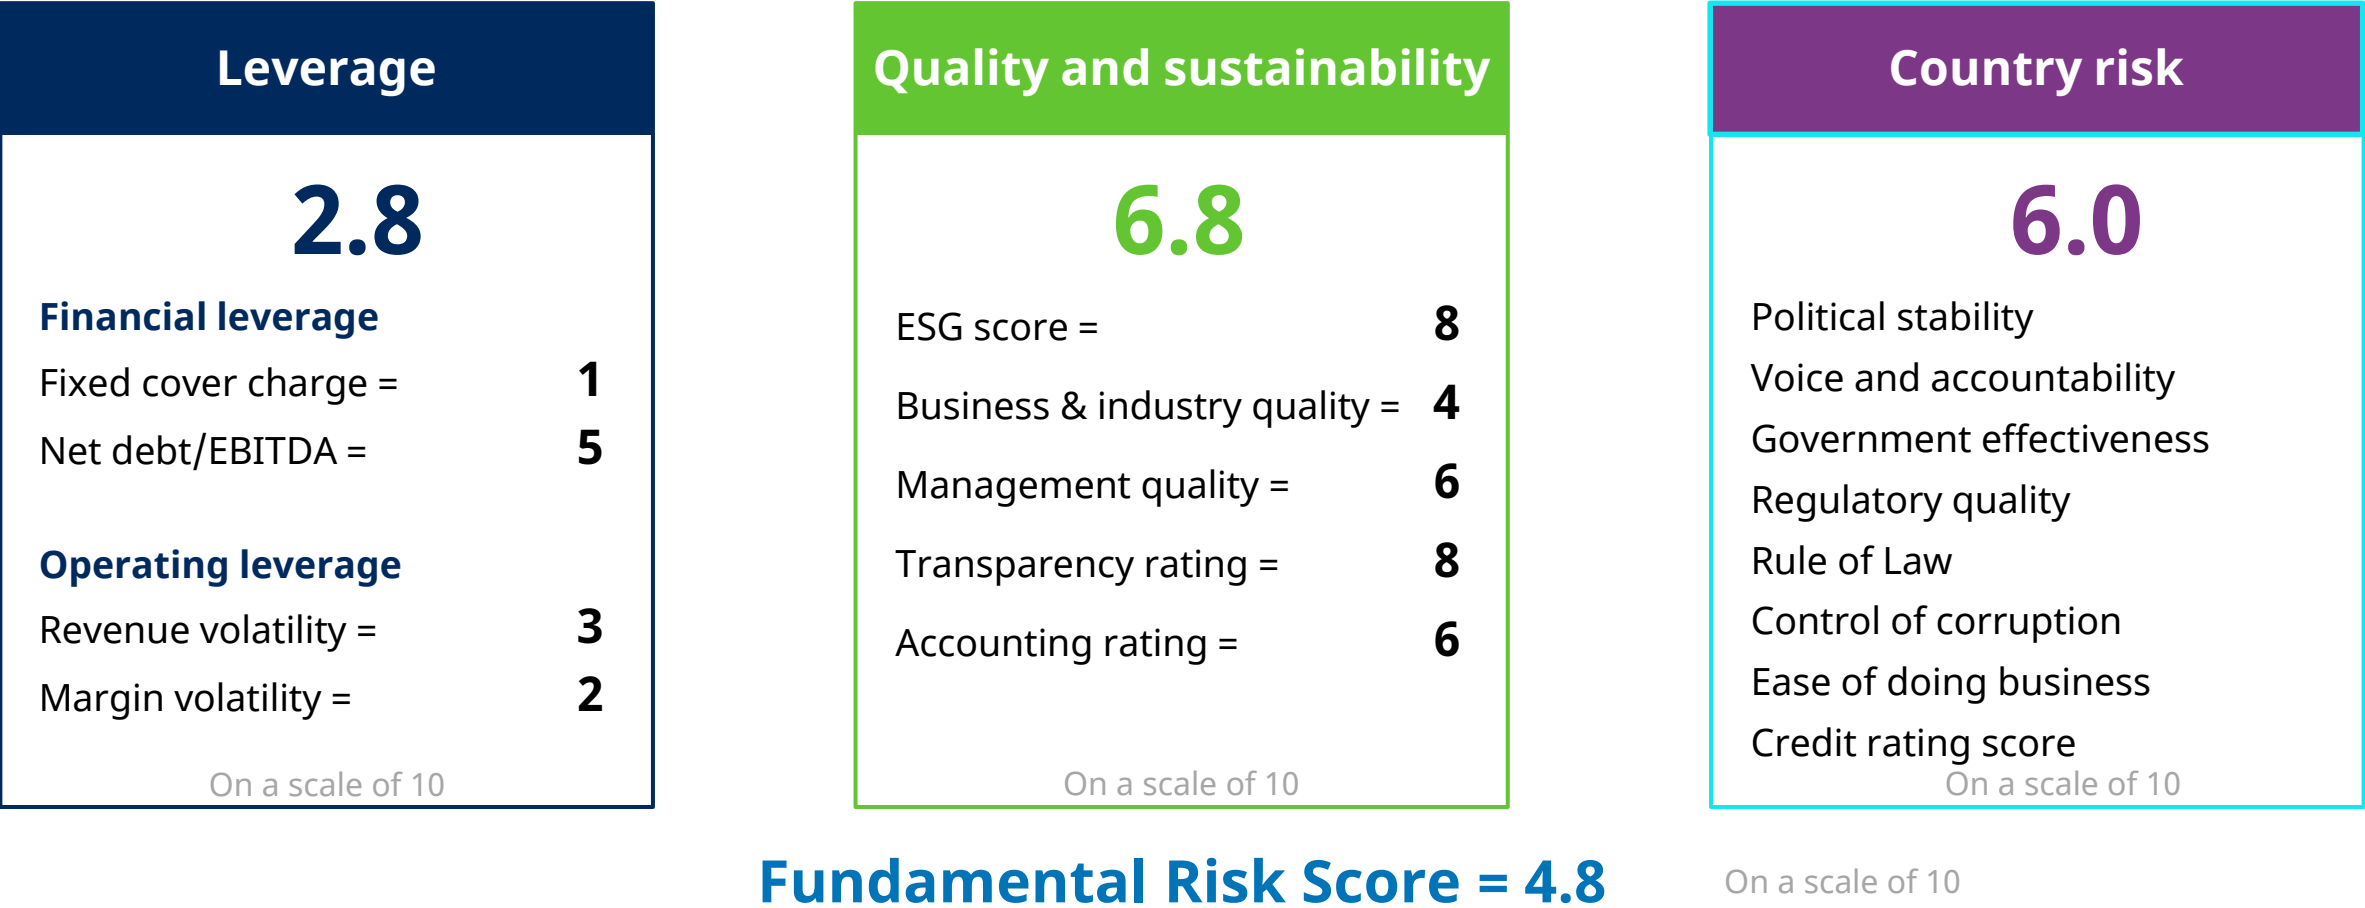 Leverage
2.8
Financial leverage
Fixed cover charge = 1
Net debt/EBITDA = 5
Operating leverage
Revenue volatility = 3
Margin volatility = 2
On a scale of 10
Quality and sustainability
6.8
ESG score = 8
Business & industry quality = 4
Management quality = 6
Transparency rating = 8
Accounting rating = 6
On a scale of 10
Country risk
6.0
Political stability
Voice and accountability
Government effectiveness
Regulatory quality
Rule of Law
Control of corruption
Ease of doing business
Credit rating score
On a scale of 10
Fundamental Risk Score = 4.8
On a scale of 10